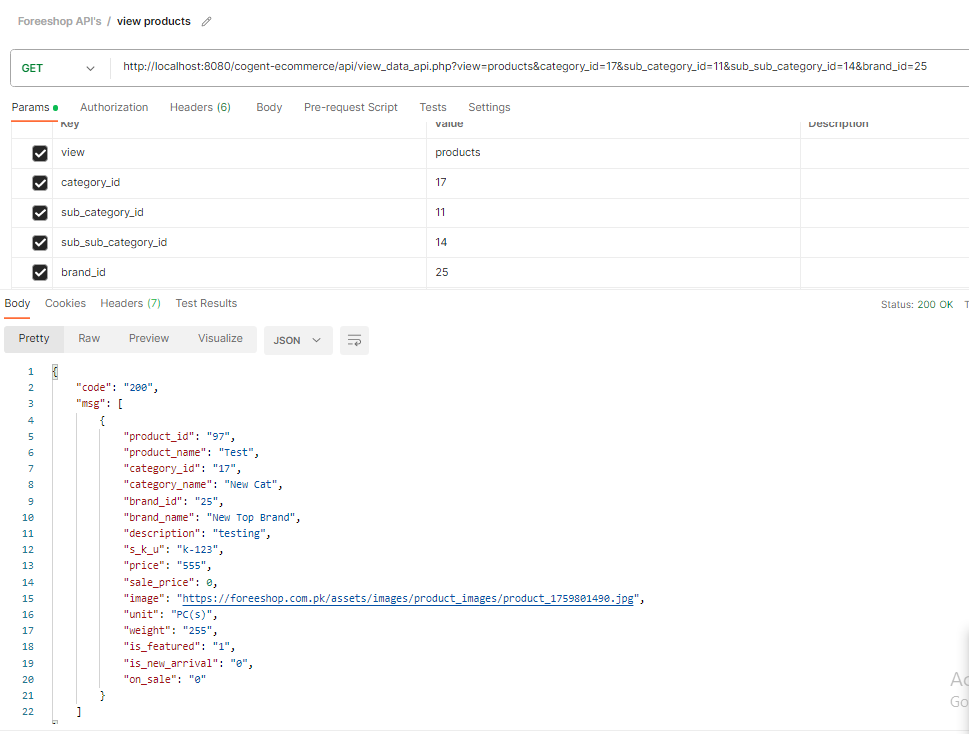 Foreeshop API's / view products
GET http://localhost:8080/cogent-ecommerce/api/view_data_api.php?view=products&category_id=17&sub_category_id=11&sub_sub_category_id=14&brand_id=25
Params Authorization Headers (6) Body Pre-request Script Tests Settings
Key Value Description
view products
category_id 17
sub_category_id 11
sub_sub_category_id 14
brand_id 25
Body Cookies Headers (7) Test Results Status: 200 OK T
Pretty Raw Preview Visualize JSON
1 {
2 "code": "200",
3 "msg": [
4 {
5 "product_id": "97",
6 "product_name": "Test",
7 "category_id": "17",
8 "category_name": "New Cat",
9 "brand_id": "25",
10 "brand_name": "New Top Brand",
11 "description": "testing",
12 "s_k_u": "k-123",
13 "price": "555",
14 "sale_price": 0,
15 "image": "https://foreeshop.com.pk/assets/images/product_images/product_1759801490.jpg",
16 "unit": "PC(s)",
17 "weight": "255",
18 "is_featured": "1",
19 "is_new_arrival": "0",
20 "on_sale": "0"
21 }
22 ]
Ac
Go